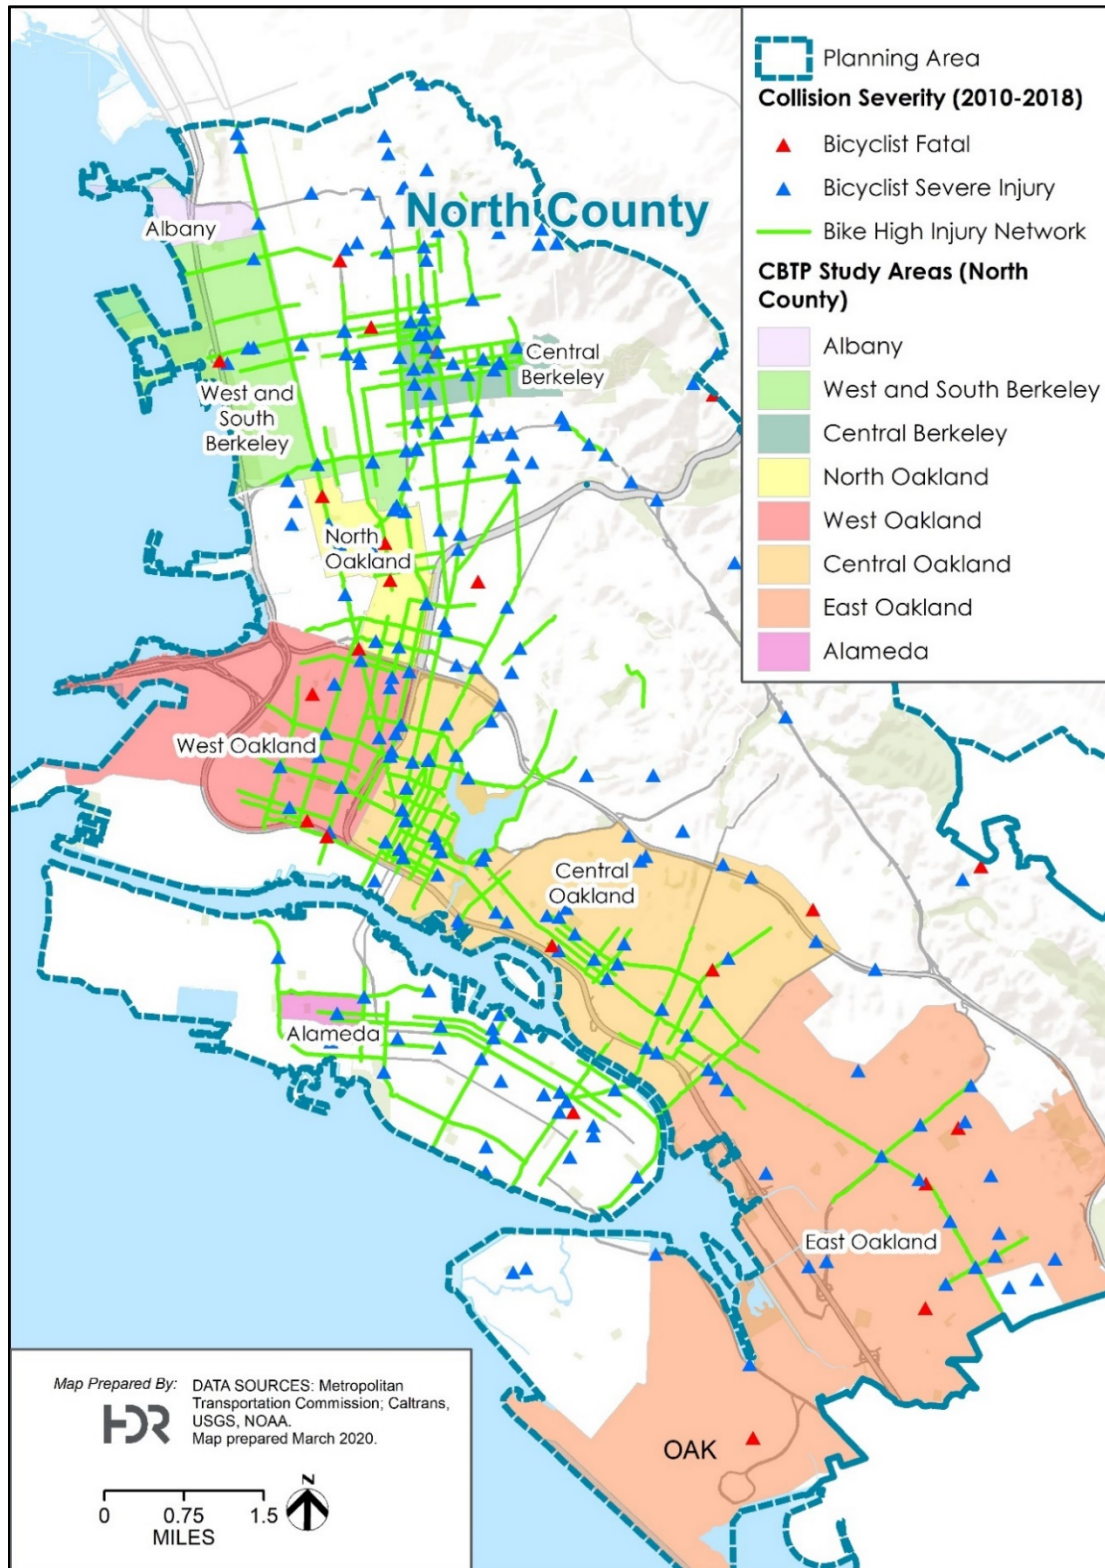 Planning Area
Collision Severity (2010-2018)
Bicyclist Fatal
Bicyclist Severe Injury
Bike High Injury Network
CBTP Study Areas (North
County)
Albany
West and South Berkeley
Central Berkeley
North Oakland
West Oakland
Central Oakland
East Oakland
Alameda
North County
Albany
Central
Berkeley
West and
South
Berkeley
North
Oakland
West Oakland
Central
Oakland
Alameda
East Oakland
OAK
Map Prepared By:
HDR
DATA SOURCES: Metropolitan
Transportation Commission; Caltrans,
USGS, NOAA.
Map prepared March 2020.
0 0.75 1.5
MILES
N